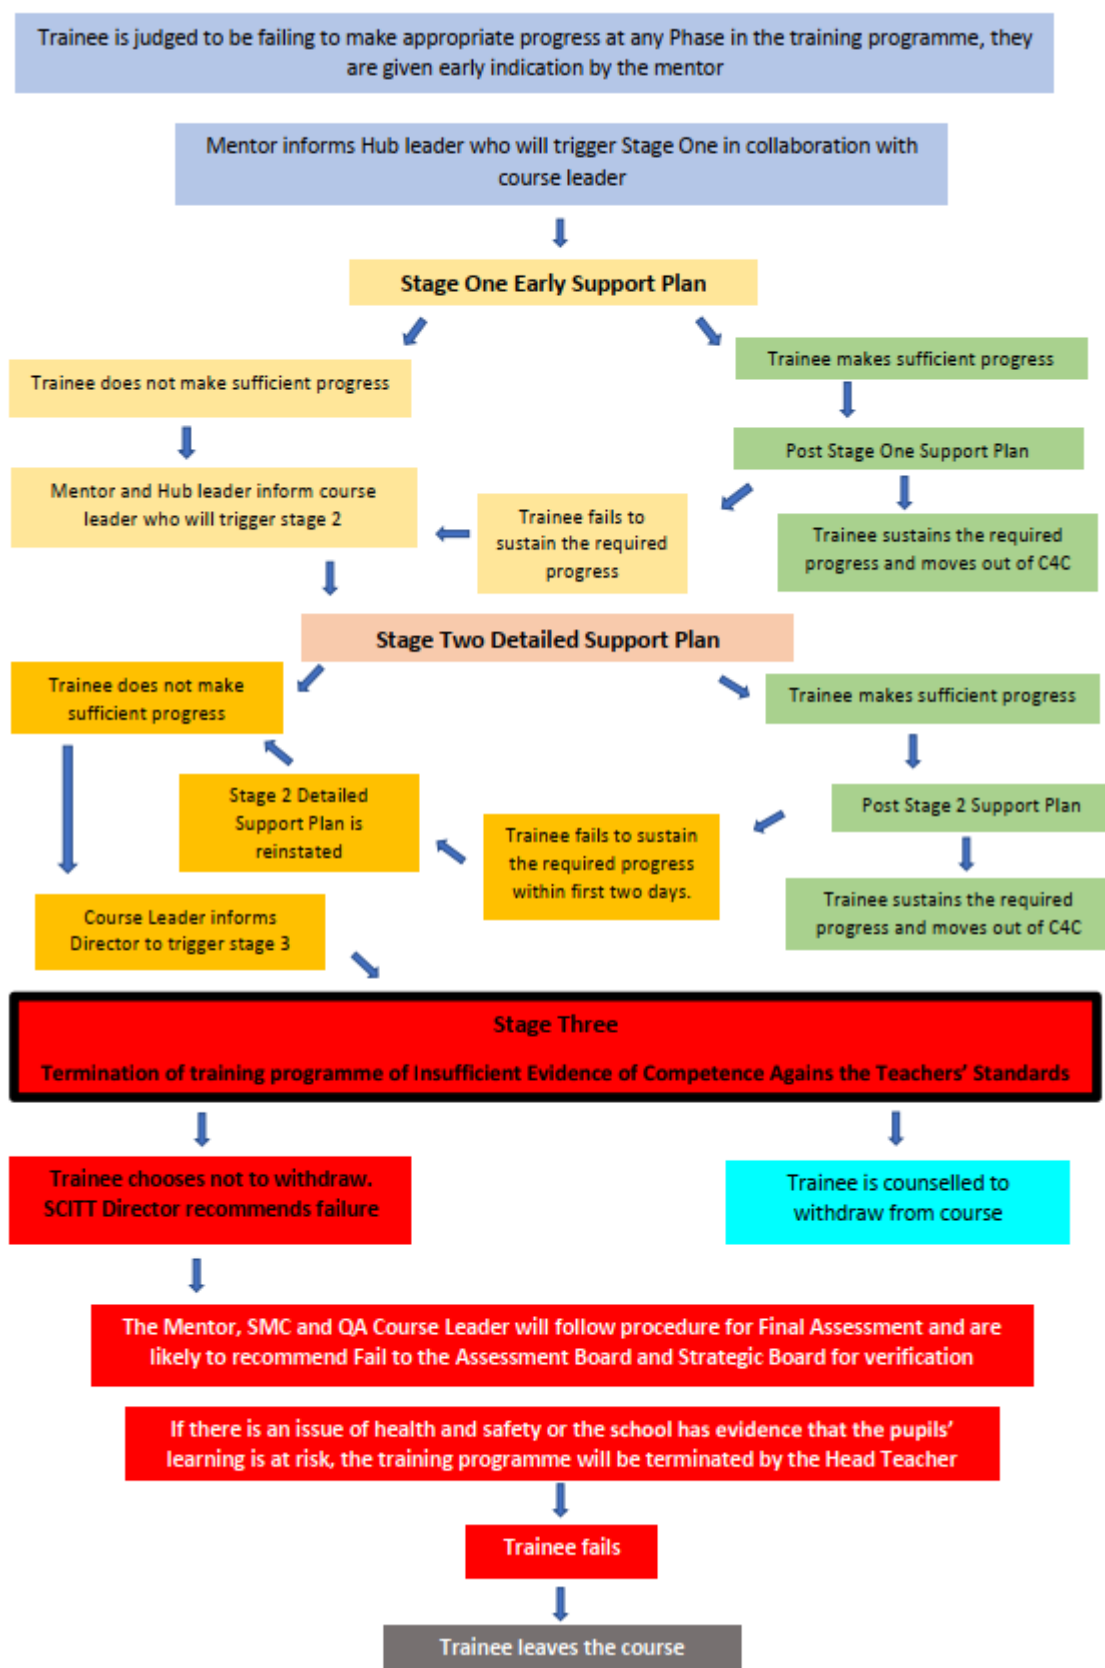 Trainee is judged to be failing to make appropriate progress at any Phase in the training programme, they
are given early indication by the mentor
Mentor informs Hub leader who will trigger Stage One in collaboration with
course leader
Stage One Early Support Plan
Trainee does not make sufficient progress
Trainee makes sufficient progress
Post Stage One Support Plan
Mentor and Hub leader inform course
leader who will trigger stage 2
Trainee fails to
sustain the required
progress
Trainee sustains the required
progress and moves out of C4C
Stage Two Detailed Support Plan
Trainee does not make
sufficient progress
Trainee makes sufficient progress
Stage 2 Detailed
Support Plan is
reinstated
Trainee fails to sustain
the required progress
within first two days.
Post Stage 2 Support Plan
Trainee sustains the required
progress and moves out of C4C
Course Leader informs
Director to trigger stage 3
Stage Three
Termination of training programme of Insufficient Evidence of Competence Agains the Teachers' Standards
Trainee chooses not to withdraw.
SCITT Director recommends failure
Trainee is counselled to
withdraw from course
The Mentor, SMC and QA Course Leader will follow procedure for Final Assessment and are
likely to recommend Fail to the Assessment Board and Strategic Board for verification
If there is an issue of health and safety or the school has evidence that the pupils'
learning is at risk, the training programme will be terminated by the Head Teacher
Trainee fails
Trainee leaves the course